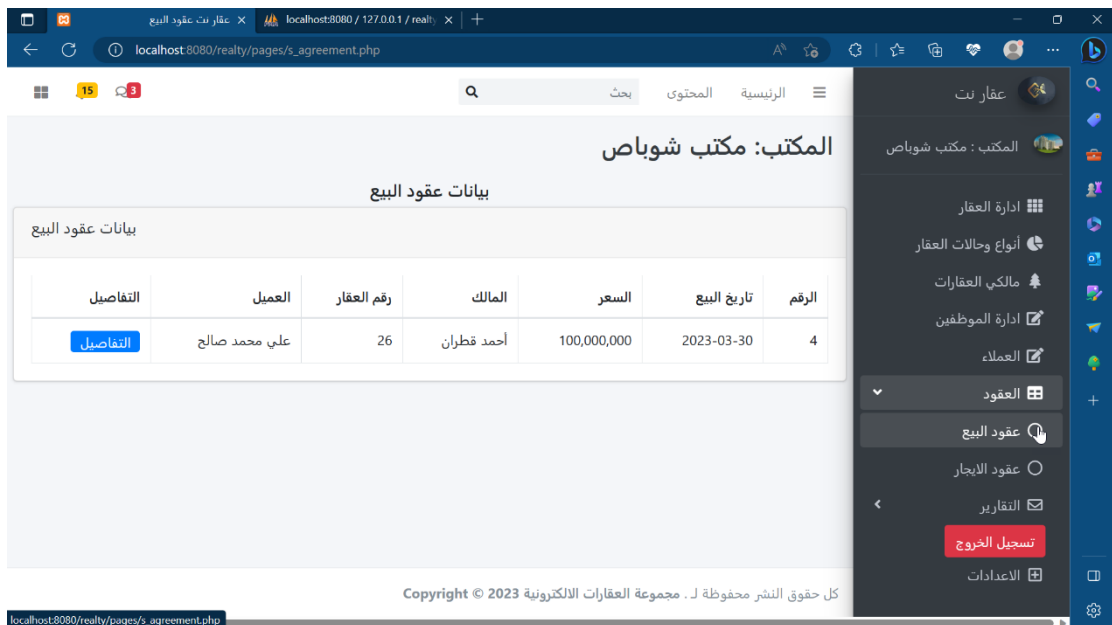 عقار نت عقود البيع
localhost:8080 / 127.0.0.1 / realty
localhost:8080/realty/pages/s_agreement.php
عقار نت
المكتب : مكتب شوباص
ادارة العقار
أنواع وحالات العقار
مالكي العقارات
ادارة الموظفين
العملاء
العقود
عقود البيع
عقود الايجار
التقارير
تسجيل الخروج
الاعدادات
الرئيسية المحتوى بحث 3 15
المكتب: مكتب شوباص
بيانات عقود البيع
بيانات عقود البيع
الرقم تاريخ البيع السعر المالك رقم العقار العميل التفاصيل
4 2023-03-30 100,000,000 أحمد قطران 26 علي محمد صالح التفاصيل
كل حقوق النشر محفوظة لـ . مجموعة العقارات الالكترونية Copyright © 2023
localhost:8080/realty/pages/s_agreement.php